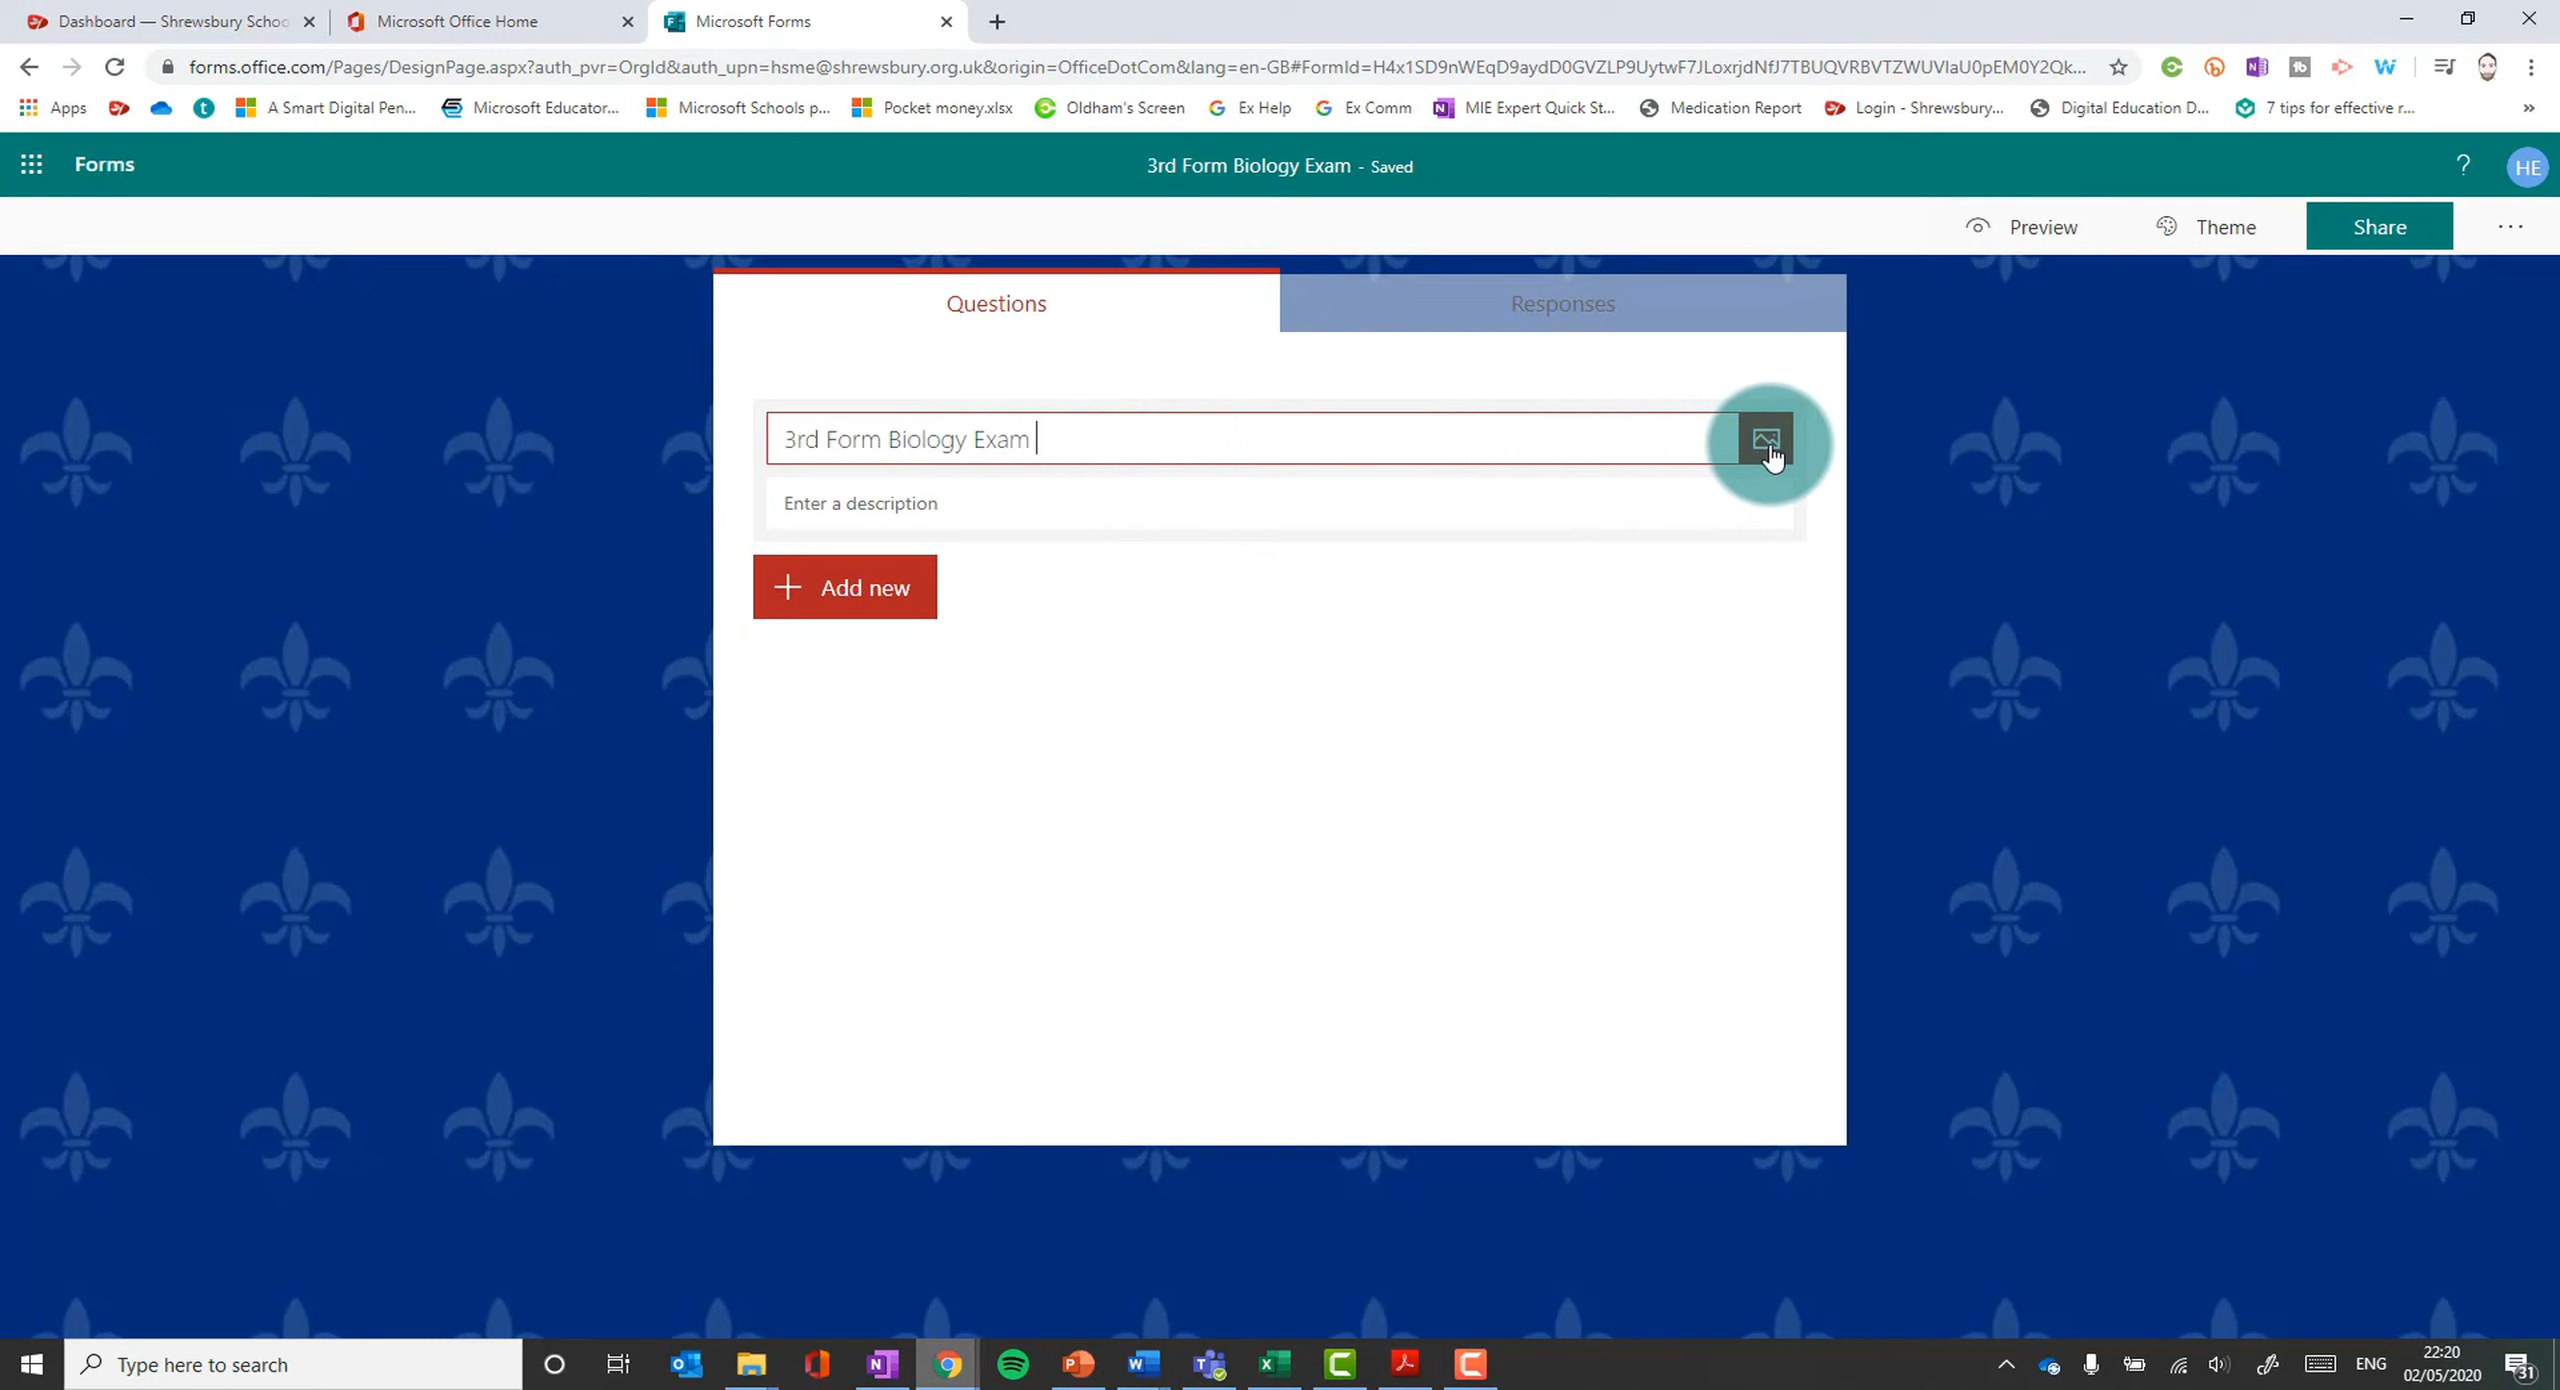 Dashboard — Shrewsbury Schoo
Microsoft Office Home
Microsoft Forms
forms.office.com/Pages/DesignPage.aspx?auth_pvr=OrgId&auth_upn=hsme@shrewsbury.org.uk&origin=OfficeDotCom&lang=en-GB#FormId=H4x1SD9nWEqD9aydD0GVZLP9UytwF7JLoxrjdNfJ7TBUQVRBVTZWUVlaU0pEM0Y2Qk...
Apps
A Smart Digital Pen...
Microsoft Educator...
Microsoft Schools p...
Pocket money.xlsx
Oldham's Screen
Ex Help
Ex Comm
MIE Expert Quick St...
Medication Report
Login - Shrewsbury...
Digital Education D...
7 tips for effective r...
Forms
3rd Form Biology Exam - Saved
HE
Preview
Theme
Share
Questions
Responses
3rd Form Biology Exam
Enter a description
Add new
Type here to search
ENG
22:20
02/05/2020
31